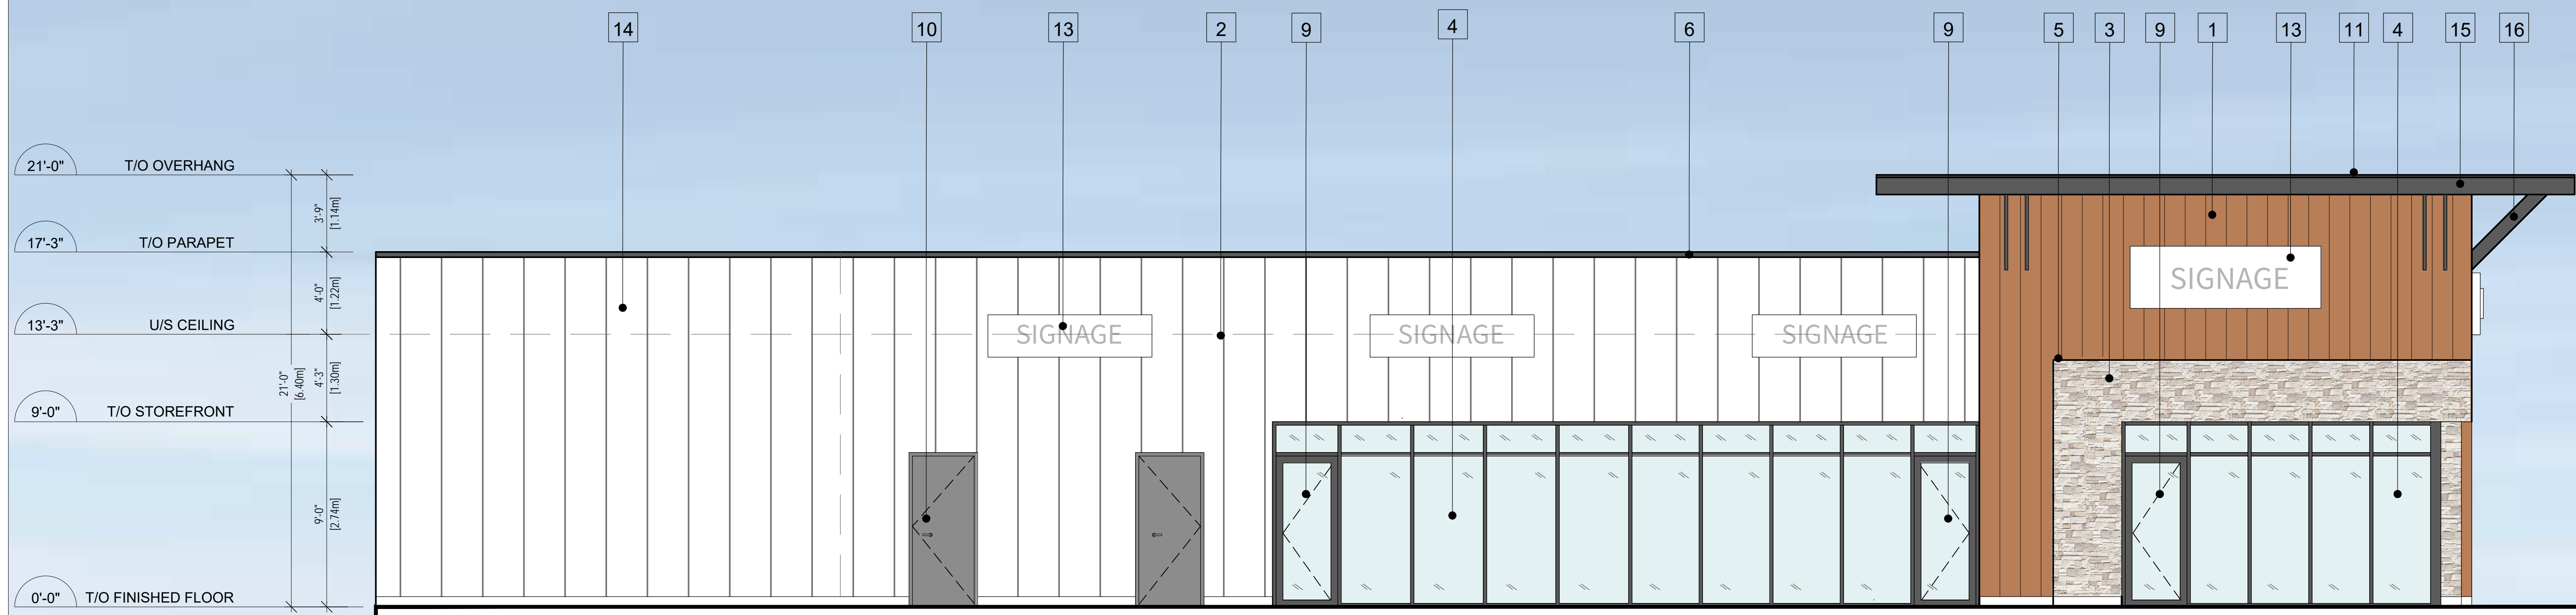 14 10 13 2 9 4 6 9 5 3 9 1 13 11 4 15 16
21'-0" T/O OVERHANG
3'-9" [1.14m]
17'-3" T/O PARAPET
4'-0" [1.22m]
13'-3" U/S CEILING
4'-3" [1.30m]
21'-0" [6.40m]
9'-0" T/O STOREFRONT
9'-0" [2.74m]
0'-0" T/O FINISHED FLOOR
SIGNAGE
SIGNAGE
SIGNAGE
SIGNAGE